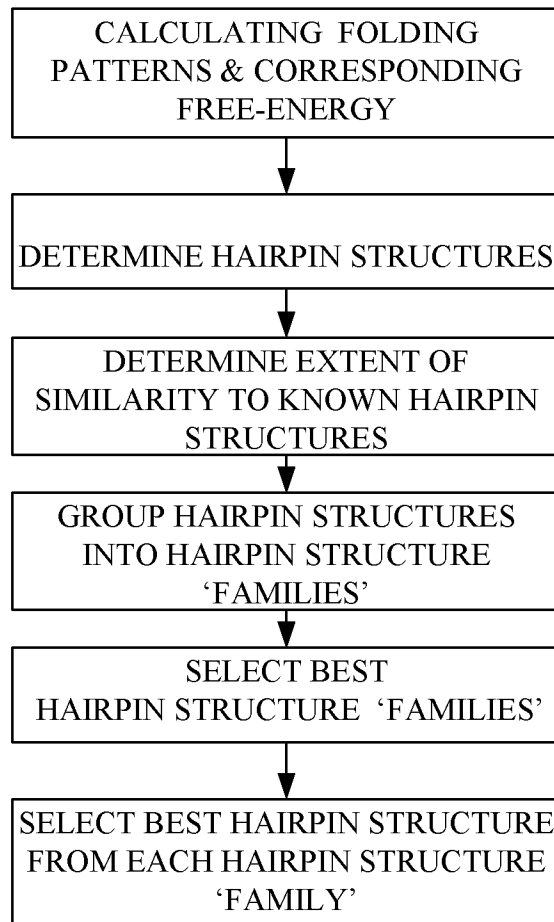 CALCULATING FOLDING
PATTERNS & CORRESPONDING
FREE-ENERGY
DETERMINE HAIRPIN STRUCTURES
DETERMINE EXTENT OF
SIMILARITY TO KNOWN HAIRPIN
STRUCTURES
GROUP HAIRPIN STRUCTURES
INTO HAIRPIN STRUCTURE
‘FAMILIES’
SELECT BEST
HAIRPIN STRUCTURE ‘FAMILIES’
SELECT BEST HAIRPIN STRUCTURE
FROM EACH HAIRPIN STRUCTURE
‘FAMILY’